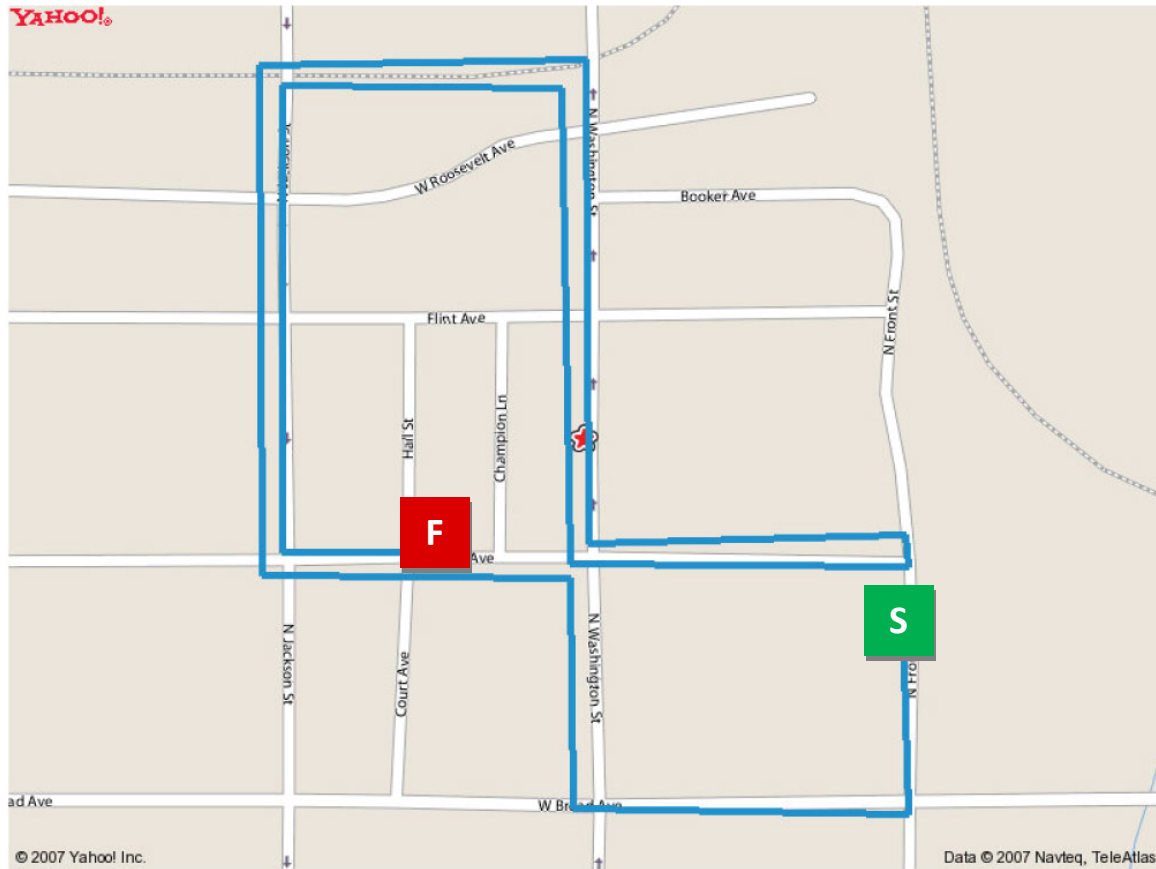 YAHOO!®
N Washington St
W Roosevelt Ave
Booker Ave
Flint Ave
N Front St
Hall St
Champion Ln
F
Ave
S
N Jackson St
Court Ave
N Washington St
N Fro
ad Ave
W Broad Ave
© 2007 Yahoo! Inc.
Data © 2007 Navteq, TeleAtlas